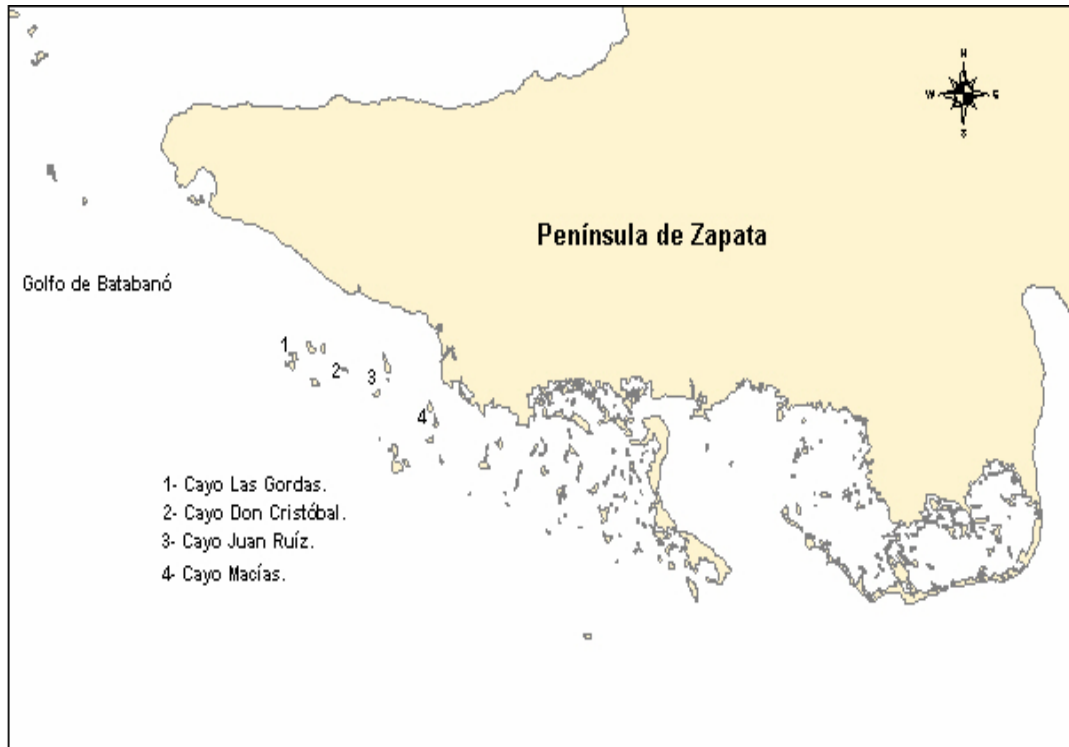 N
W E
S
Península de Zapata
Golfo de Batabanó
1
2
3
4
1- Cayo Las Gordas.
2- Cayo Don Cristóbal.
3- Cayo Juan Ruíz.
4- Cayo Macías.